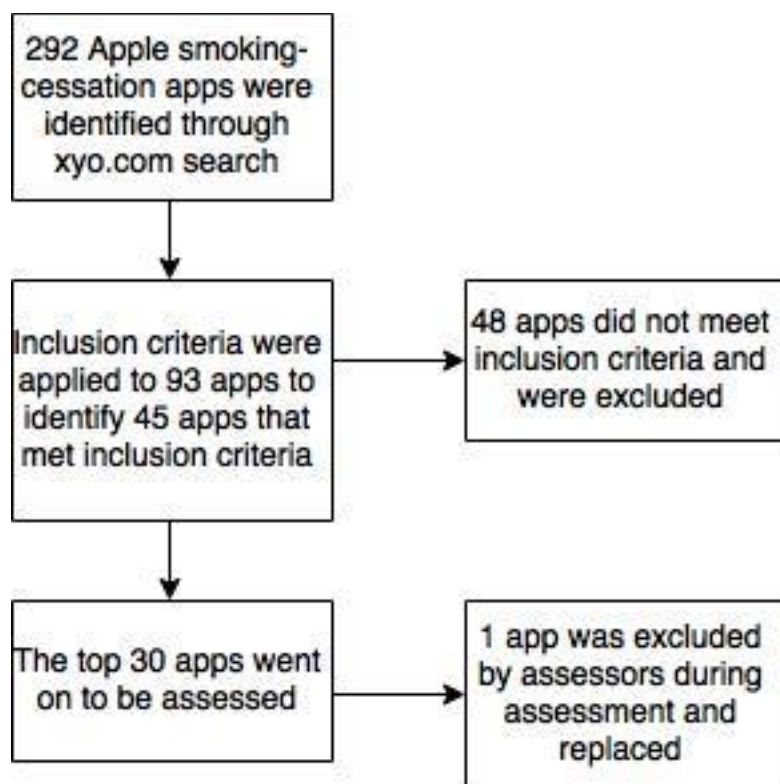 292 Apple smoking-
cessation apps were
identified through
xyo.com search
Inclusion criteria were
applied to 93 apps to
identify 45 apps that
met inclusion criteria
48 apps did not meet
inclusion criteria and
were excluded
The top 30 apps went
on to be assessed
1 app was excluded
by assessors during
assessment and
replaced